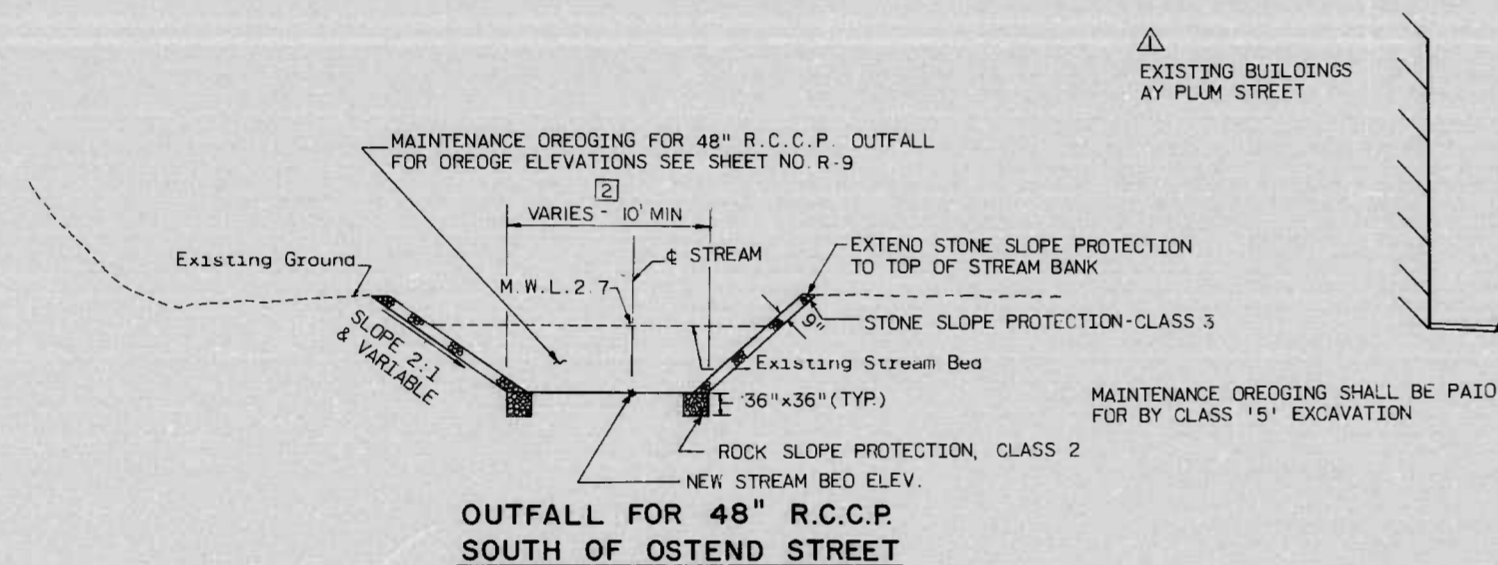 1
EXISTING BUILOINGS
AY PLUM STREET
MAINTENANCE OREOGING FOR 48" R.C.C.P. OUTFALL
FOR OREOGE ELEVATIONS SEE SHEET NO. R-9
2
VARIES - 10' MIN
Existing Ground
℄ STREAM
EXTENO STONE SLOPE PROTECTION
TO TOP OF STREAM BANK
M.W.L.2.7
9"
STONE SLOPE PROTECTION-CLASS 3
SLOPE 2:1
& VARIABLE
Existing Stream Bed
36"x36"(TYP.)
MAINTENANCE OREOGING SHALL BE PAIO
FOR BY CLASS '5' EXCAVATION
ROCK SLOPE PROTECTION, CLASS 2
NEW STREAM BEO ELEV.
OUTFALL FOR 48" R.C.C.P.
SOUTH OF OSTEND STREET